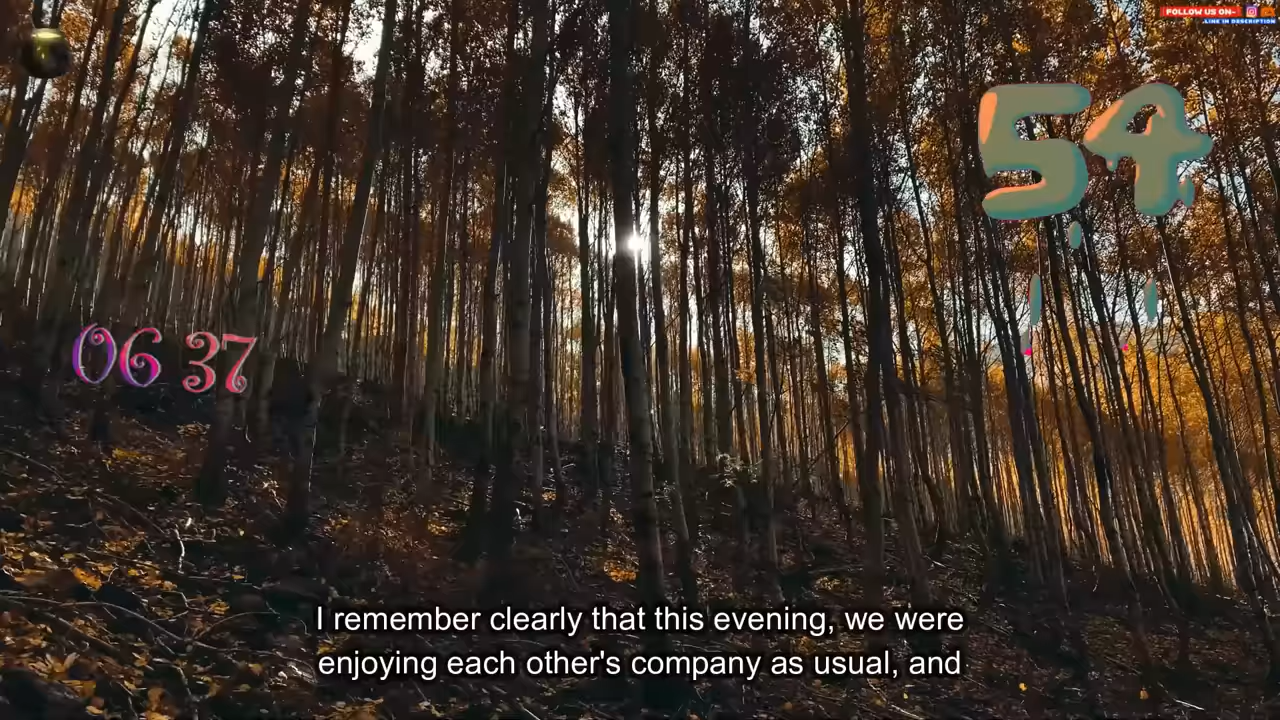 FOLLOW US ON-
LINK IN DESCRIPTION
54
06 37
I remember clearly that this evening, we were
enjoying each other's company as usual, and